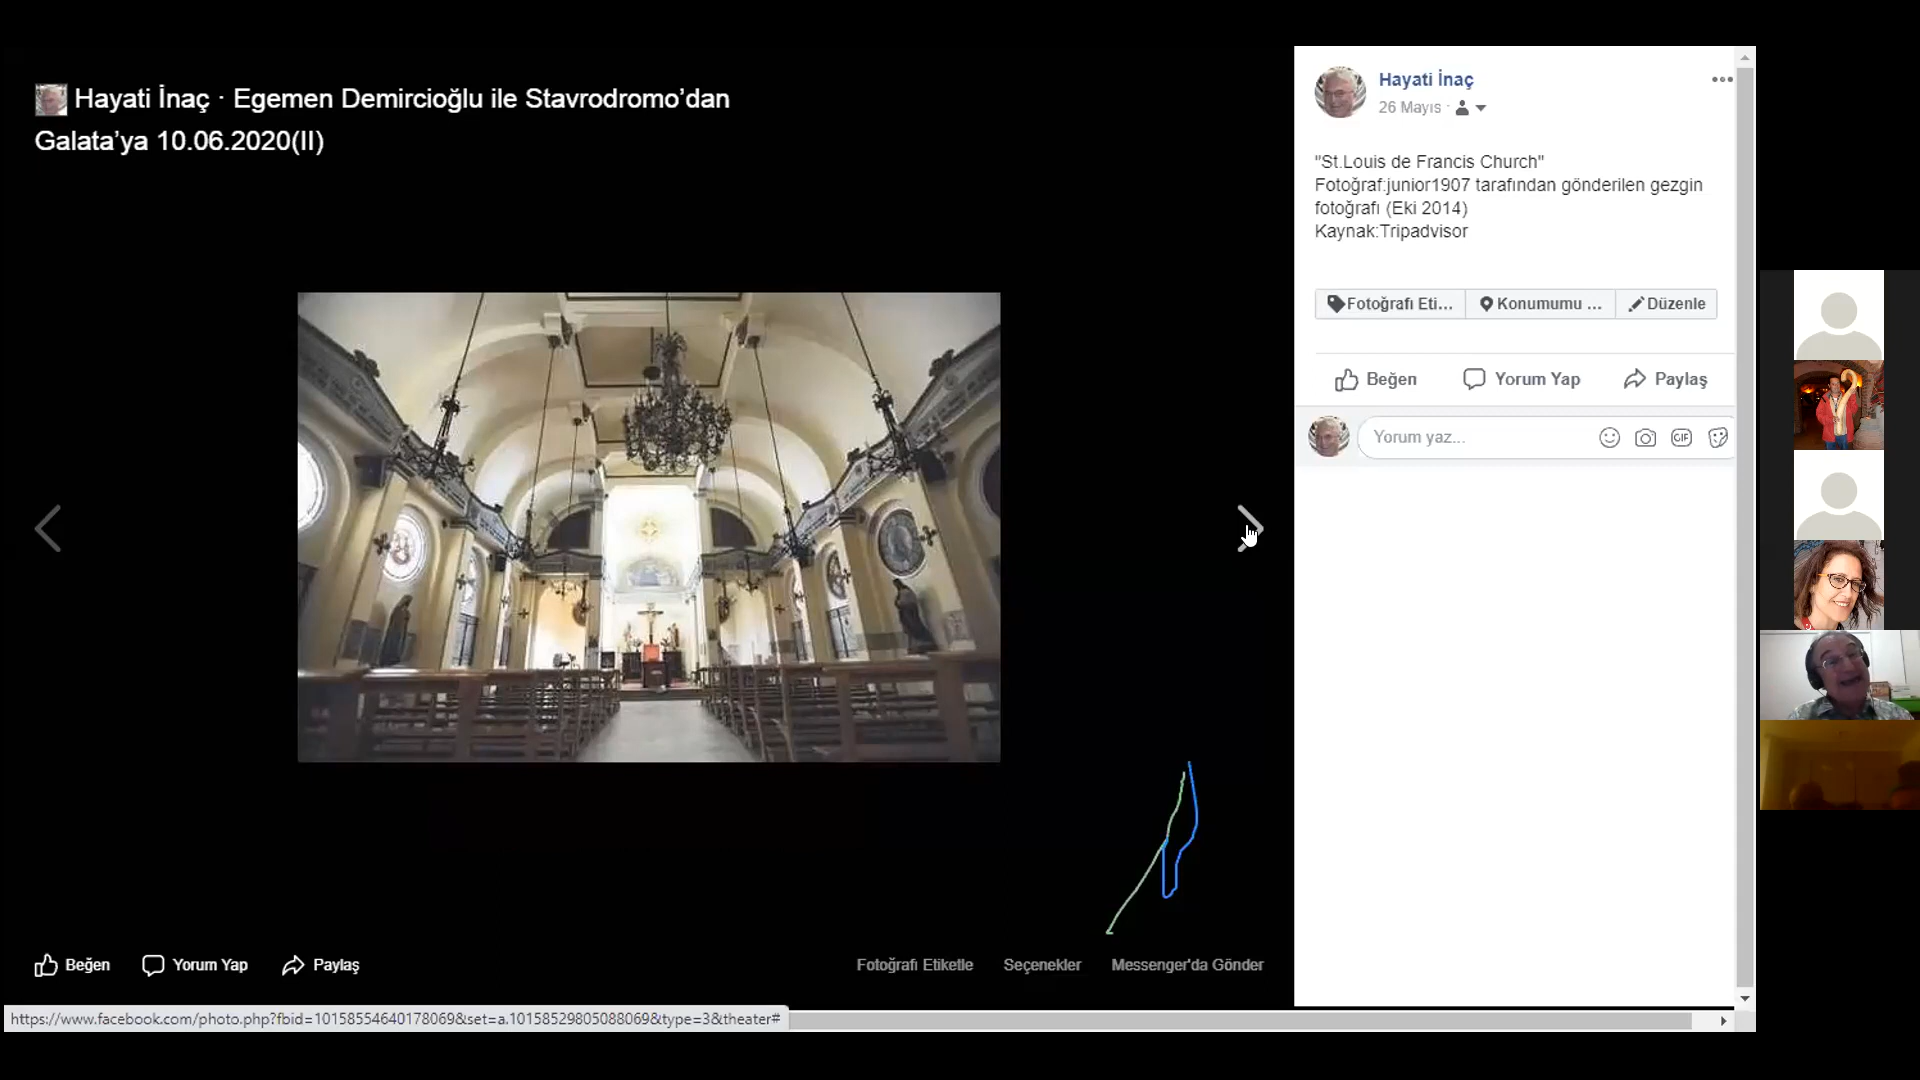 Hayati İnaç · Egemen Demircioğlu ile Stavrodromo’dan
Galata’ya 10.06.2020(II)
Hayati İnaç
26 Mayıs ·
"St.Louis de Francis Church"
Fotoğraf:junior1907 tarafından gönderilen gezgin
fotoğrafı (Eki 2014)
Kaynak:Tripadvisor
Fotoğrafı Eti... Konumumu ... Düzenle
Beğen Yorum Yap Paylaş
Yorum yaz...
GIF
Beğen Yorum Yap Paylaş
Fotoğrafı Etiketle Seçenekler Messenger'da Gönder
https://www.facebook.com/photo.php?fbid=10158554640178069&set=a.10158529805088069&type=3&theater#